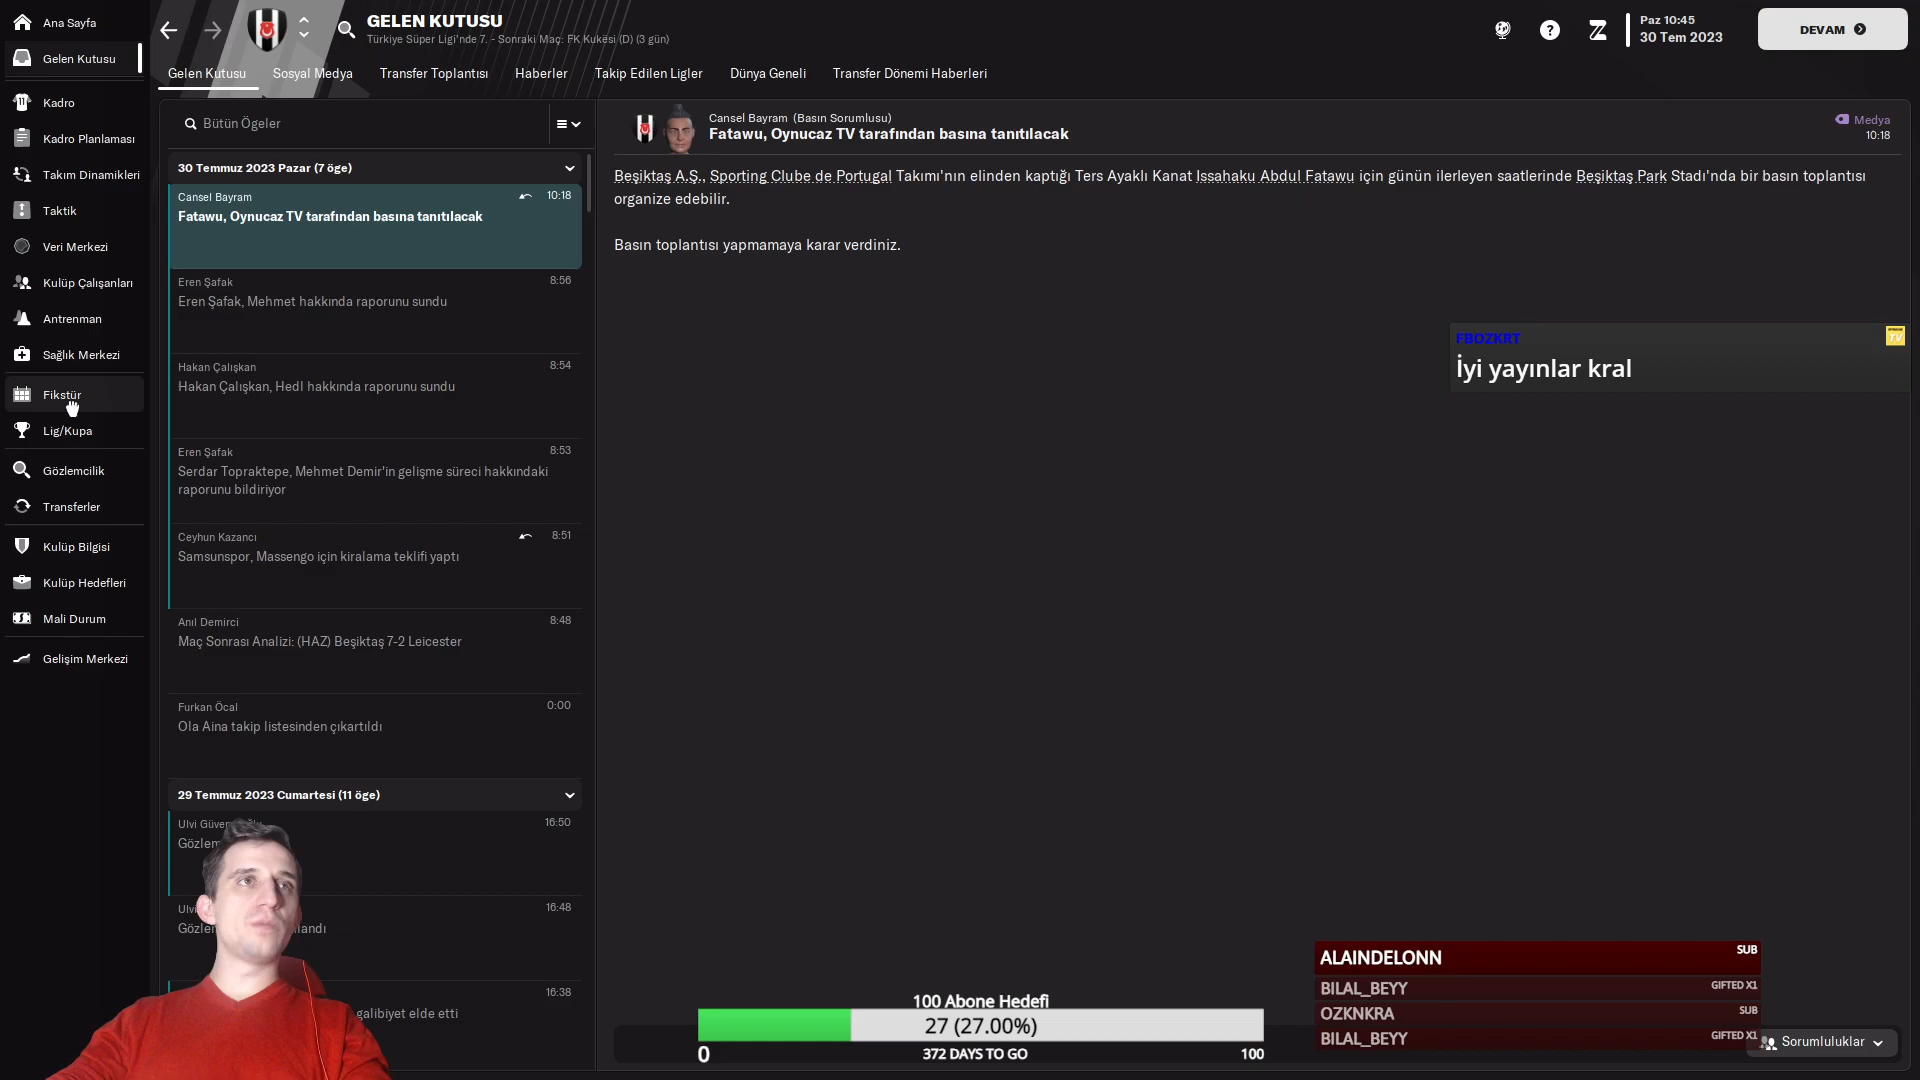 Ana Sayfa
Gelen Kutusu
Kadro
Kadro Planlaması
Takım Dinamikleri
Taktik
Veri Merkezi
Kulüp Çalışanları
Antrenman
Sağlık Merkezi
Fikstür
Lig/Kupa
Gözlemcilik
Transferler
Kulüp Bilgisi
Kulüp Hedefleri
Mali Durum
Gelişim Merkezi
GELEN KUTUSU
Türkiye Süper Ligi'nde 7. - Sonraki Maç: FK Kukësi (D) (3 gün)
Paz 10:45
30 Tem 2023
DEVAM
Gelen Kutusu Sosyal Medya Transfer Toplantısı Haberler Takip Edilen Ligler Dünya Geneli Transfer Dönemi Haberleri
Bütün Ögeler
30 Temmuz 2023 Pazar (7 öge)
Cansel Bayram 10:18
Fatawu, Oynucaz TV tarafından basına tanıtılacak
Eren Şafak 8:56
Eren Şafak, Mehmet hakkında raporunu sundu
Hakan Çalışkan 8:54
Hakan Çalışkan, Hedl hakkında raporunu sundu
Eren Şafak 8:53
Serdar Topraktepe, Mehmet Demir'in gelişme süreci hakkındaki
raporunu bildiriyor
Ceyhun Kazancı 8:51
Samsunspor, Massengo için kiralama teklifi yaptı
Anıl Demirci 8:48
Maç Sonrası Analizi: (HAZ) Beşiktaş 7-2 Leicester
Furkan Öcal 0:00
Ola Aina takip listesinden çıkartıldı
29 Temmuz 2023 Cumartesi (11 öge)
Ulvi 16:50
16:48
16:38
galibiyet elde etti
Cansel Bayram (Basın Sorumlusu)
Fatawu, Oynucaz TV tarafından basına tanıtılacak
Medya
10:18
Beşiktaş A.Ş., Sporting Clube de Portugal Takımı'nın elinden kaptığı Ters Ayaklı Kanat Issahaku Abdul Fatawu için günün ilerleyen saatlerinde Beşiktaş Park Stadı'nda bir basın toplantısı
organize edebilir.
Basın toplantısı yapmamaya karar verdiniz.
FBOZKRT
TV
İyi yayınlar kral
100 Abone Hedefi
27 (27.00%)
0 372 DAYS TO GO 100
ALAINDELONN SUB
BILAL_BEYY GIFTED X1
OZKNKRA SUB
BILAL_BEYY GIFTED X1
Sorumluluklar